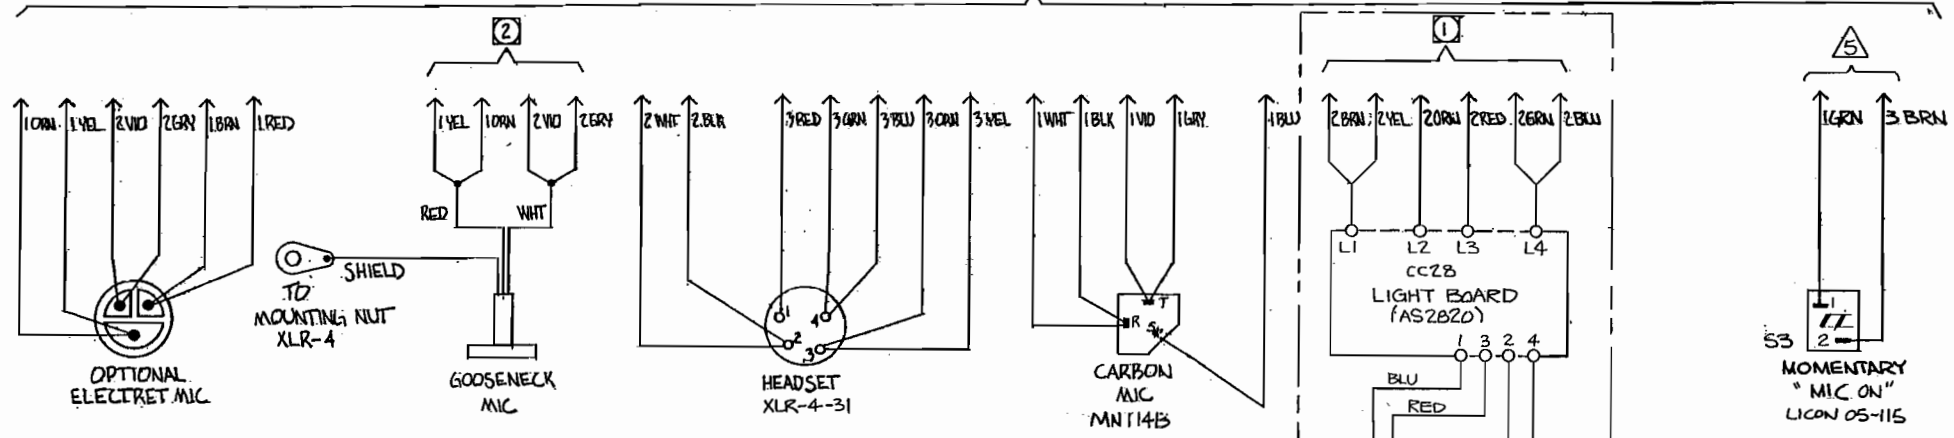 2
1
5
1ORN 1YEL 2VIO 2GRY 1BRN 1RED
1YEL 1ORN 2VIO 2GRY
2WHT 2BLK
3RED 3GRN 3BLU 3ORN 3YEL
1WHT 1BLK 1VIO 1GRY 1BLU
2BRN 2YEL 2ORN 2RED 2GRN 2BLU
1GRN 3BRN
RED WHT
SHIELD
TO
MOUNTING NUT
XLR-4
OPTIONAL
ELECTRET MIC
GOOSENECK
MIC
1 4
2
3
HEADSET
XLR-4-31
T
R S
CARBON
MIC
MNT14B
L1 L2 L3 L4
CC28
LIGHT BOARD
(AS2820)
1 3 2 4
BLU
RED
1
S3 2
MOMENTARY
"MIC ON"
LICON 05-115